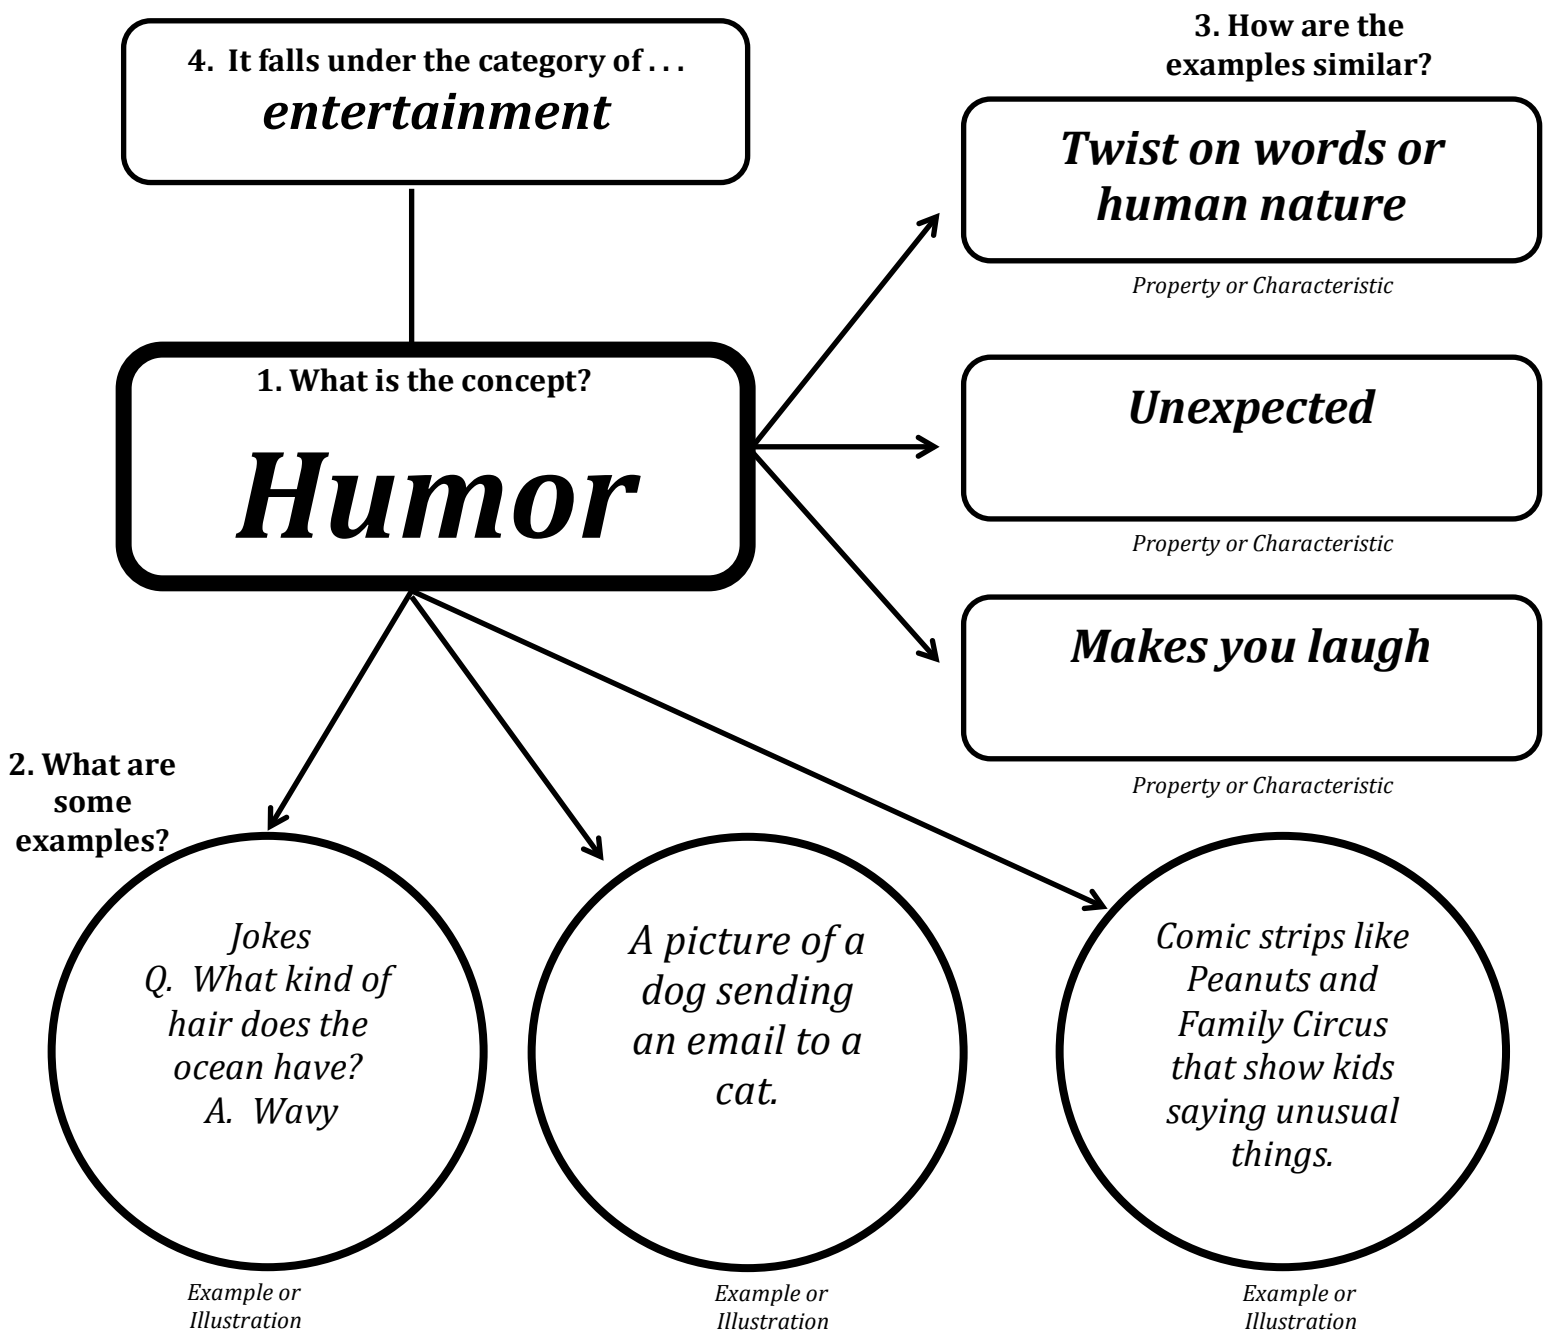 4. It falls under the category of . . .
entertainment
3. How are the
examples similar?
Twist on words or
human nature
Property or Characteristic
1. What is the concept?
Humor
Unexpected
Property or Characteristic
Makes you laugh
Property or Characteristic
2. What are
some
examples?
Jokes
Q. What kind of
hair does the
ocean have?
A. Wavy
Example or
Illustration
A picture of a
dog sending
an email to a
cat.
Example or
Illustration
Comic strips like
Peanuts and
Family Circus
that show kids
saying unusual
things.
Example or
Illustration